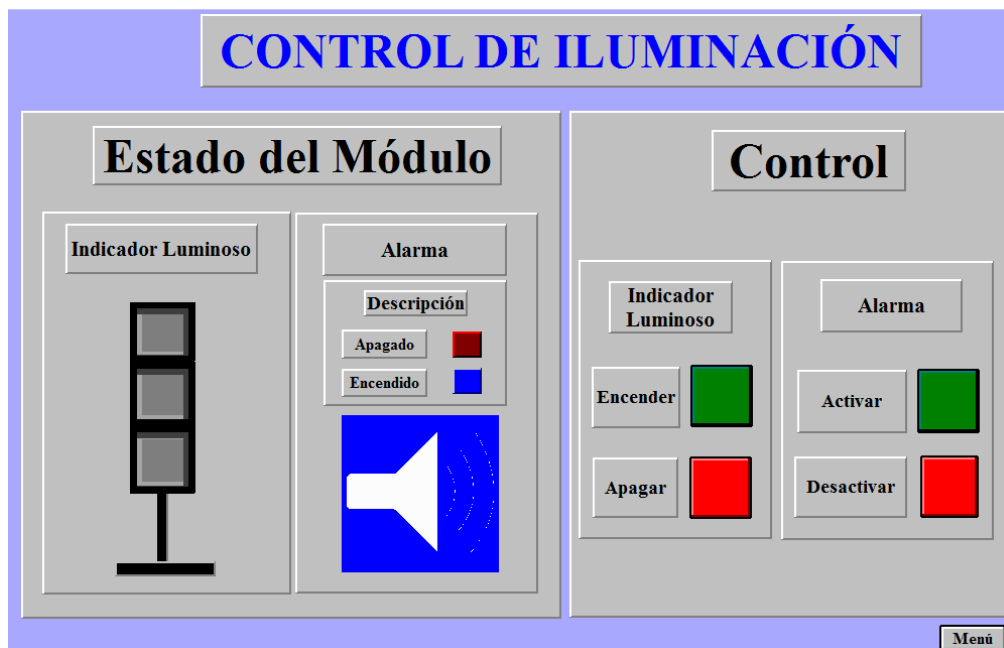 CONTROL DE ILUMINACIÓN
Estado del Módulo
Indicador Luminoso
Alarma
Descripción
Apagado
Encendido
Control
Indicador
Luminoso
Encender
Apagar
Alarma
Activar
Desactivar
Menú